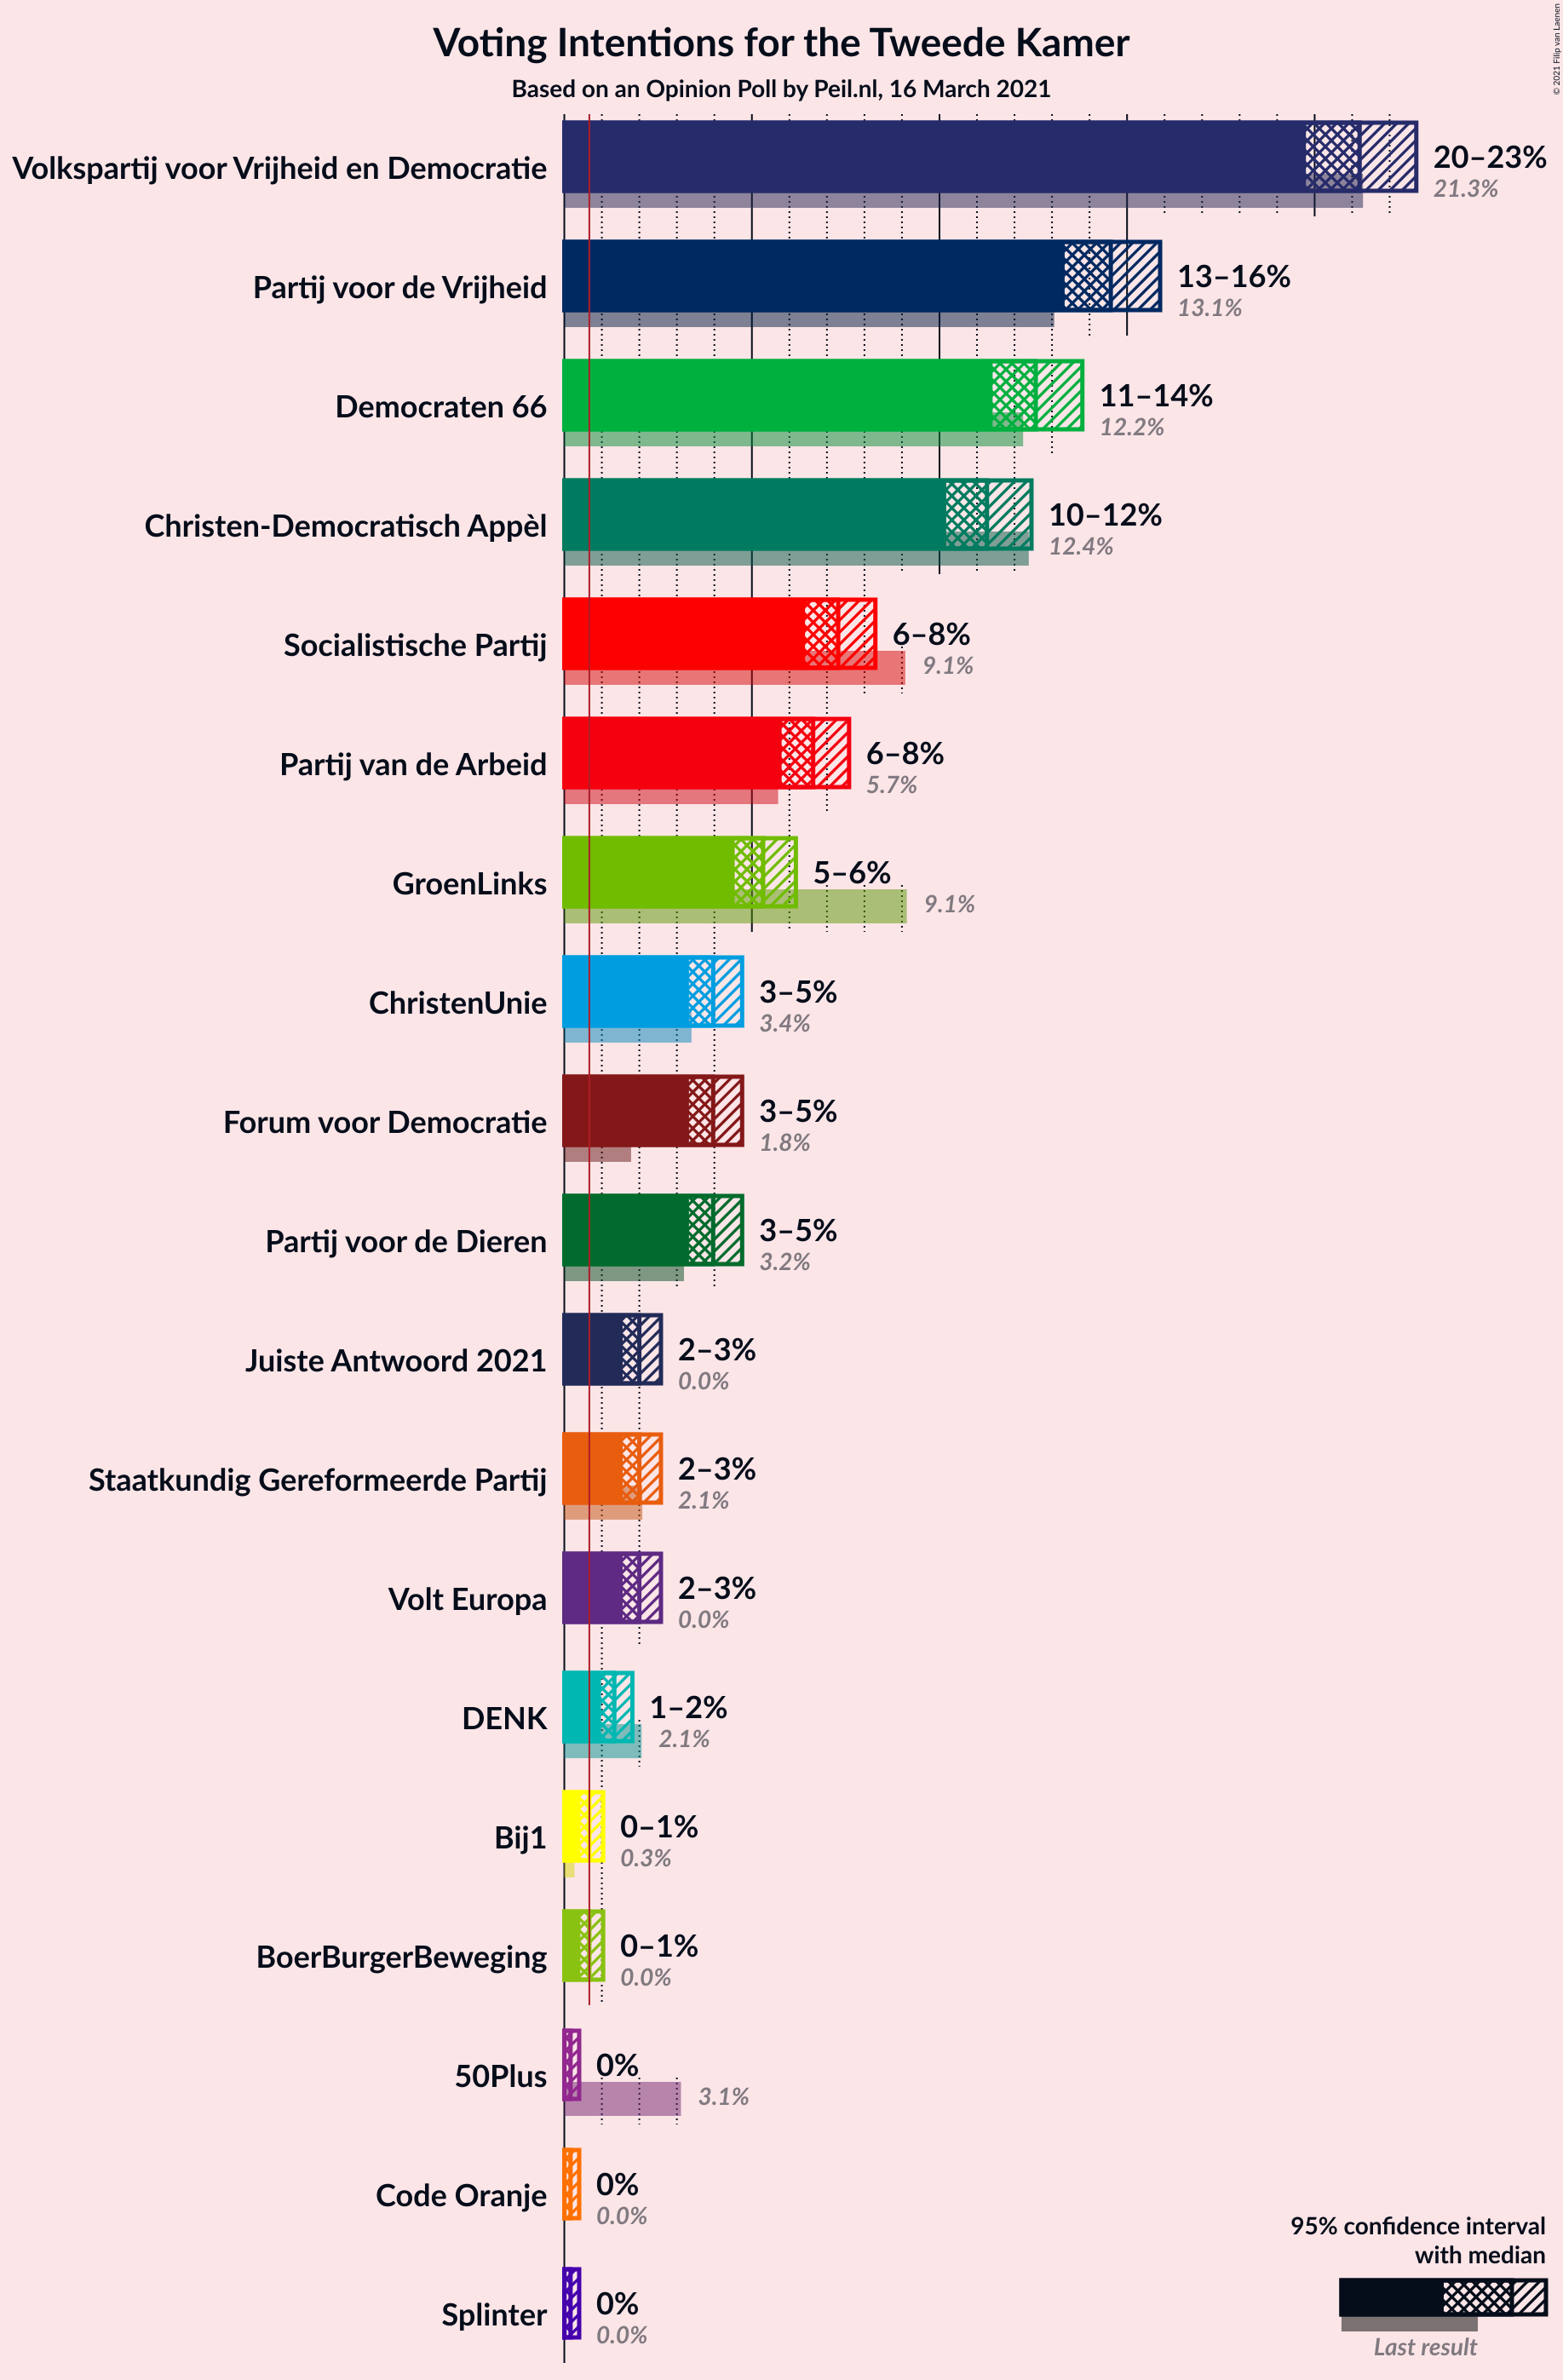 Voting Intentions for the Tweede Kamer
Based on an Opinion Poll by Peil.nl, 16 March 2021
© 2021 Filip van Laenen
Volkspartij voor Vrijheid en Democratie
20–23%
21.3%
Partij voor de Vrijheid
13–16%
13.1%
Democraten 66
11–14%
12.2%
Christen-Democratisch Appèl
10–12%
12.4%
Socialistische Partij
6–8%
9.1%
Partij van de Arbeid
6–8%
5.7%
GroenLinks
5–6%
9.1%
ChristenUnie
3–5%
3.4%
Forum voor Democratie
3–5%
1.8%
Partij voor de Dieren
3–5%
3.2%
Juiste Antwoord 2021
2–3%
0.0%
Staatkundig Gereformeerde Partij
2–3%
2.1%
Volt Europa
2–3%
0.0%
DENK
1–2%
2.1%
Bij1
0–1%
0.3%
BoerBurgerBeweging
0–1%
0.0%
50Plus
0%
3.1%
Code Oranje
0%
0.0%
Splinter
0%
0.0%
95% confidence interval
with median
Last result